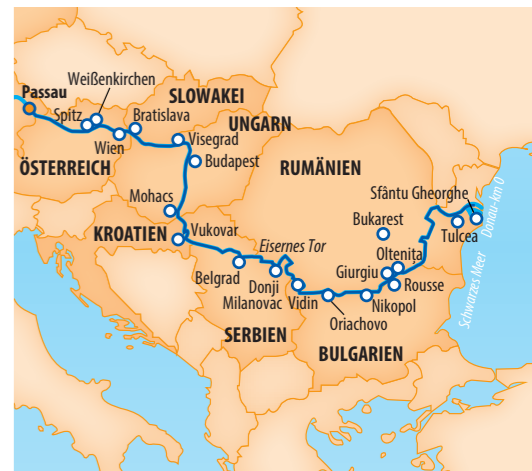 Weißenkirchen
Passau
SLOWAKEI
Spitz
Bratislava
UNGARN
Wien
Visegrad
ÖSTERREICH
Budapest
RUMÄNIEN
Sfântu Gheorghe
Donau-km 0
Mohacs
Bukarest
KROATIEN
Vukovar
Tulcea
Eisernes Tor
Oltenita
Schwarzes Meer
Belgrad
Giurgiu
Donji
Milanovac
Vidin
Rousse
Nikopol
Oriachovo
SERBIEN
BULGARIEN